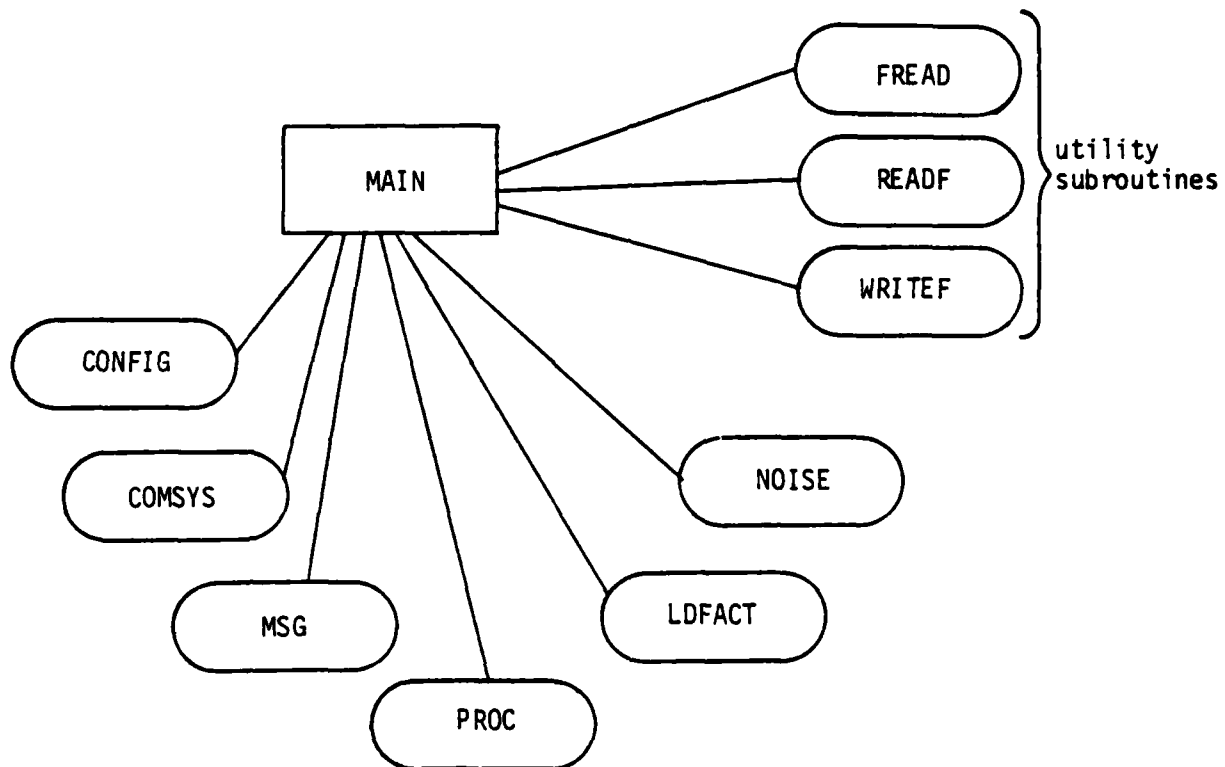 FREAD
MAIN
READF
utility
subroutines
WRITEF
CONFIG
COMSYS
NOISE
MSG
LDFACT
PROC